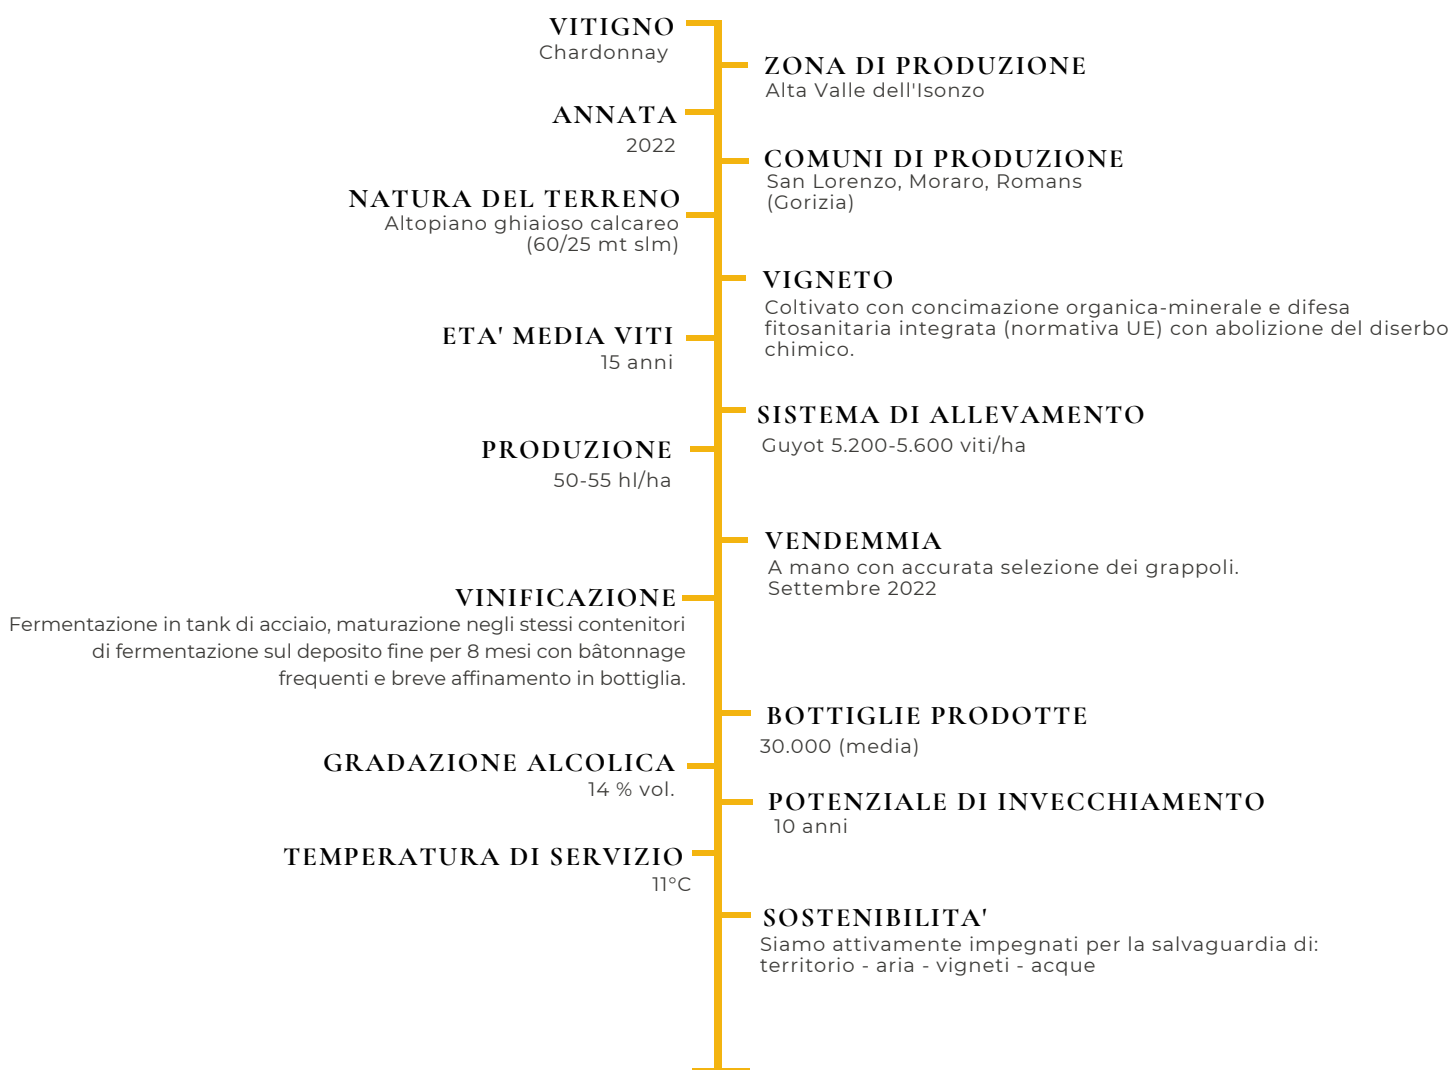 VITIGNO
Chardonnay
ZONA DI PRODUZIONE
Alta Valle dell'Isonzo
ANNATA
2022
COMUNI DI PRODUZIONE
San Lorenzo, Moraro, Romans
(Gorizia)
NATURA DEL TERRENO
Altopiano ghiaioso calcareo
(60/25 mt slm)
VIGNETO
Coltivato con concimazione organica-minerale e difesa
fitosanitaria integrata (normativa UE) con abolizione del diserbo
chimico.
ETA' MEDIA VITI
15 anni
SISTEMA DI ALLEVAMENTO
Guyot 5.200-5.600 viti/ha
PRODUZIONE
50-55 hl/ha
VENDEMMIA
A mano con accurata selezione dei grappoli.
Settembre 2022
VINIFICAZIONE
Fermentazione in tank di acciaio, maturazione negli stessi contenitori
di fermentazione sul deposito fine per 8 mesi con bâtonnage
frequenti e breve affinamento in bottiglia.
BOTTIGLIE PRODOTTE
30.000 (media)
GRADAZIONE ALCOLICA
14 % vol.
POTENZIALE DI INVECCHIAMENTO
10 anni
TEMPERATURA DI SERVIZIO
11°C
SOSTENIBILITA'
Siamo attivamente impegnati per la salvaguardia di:
territorio - aria - vigneti - acque